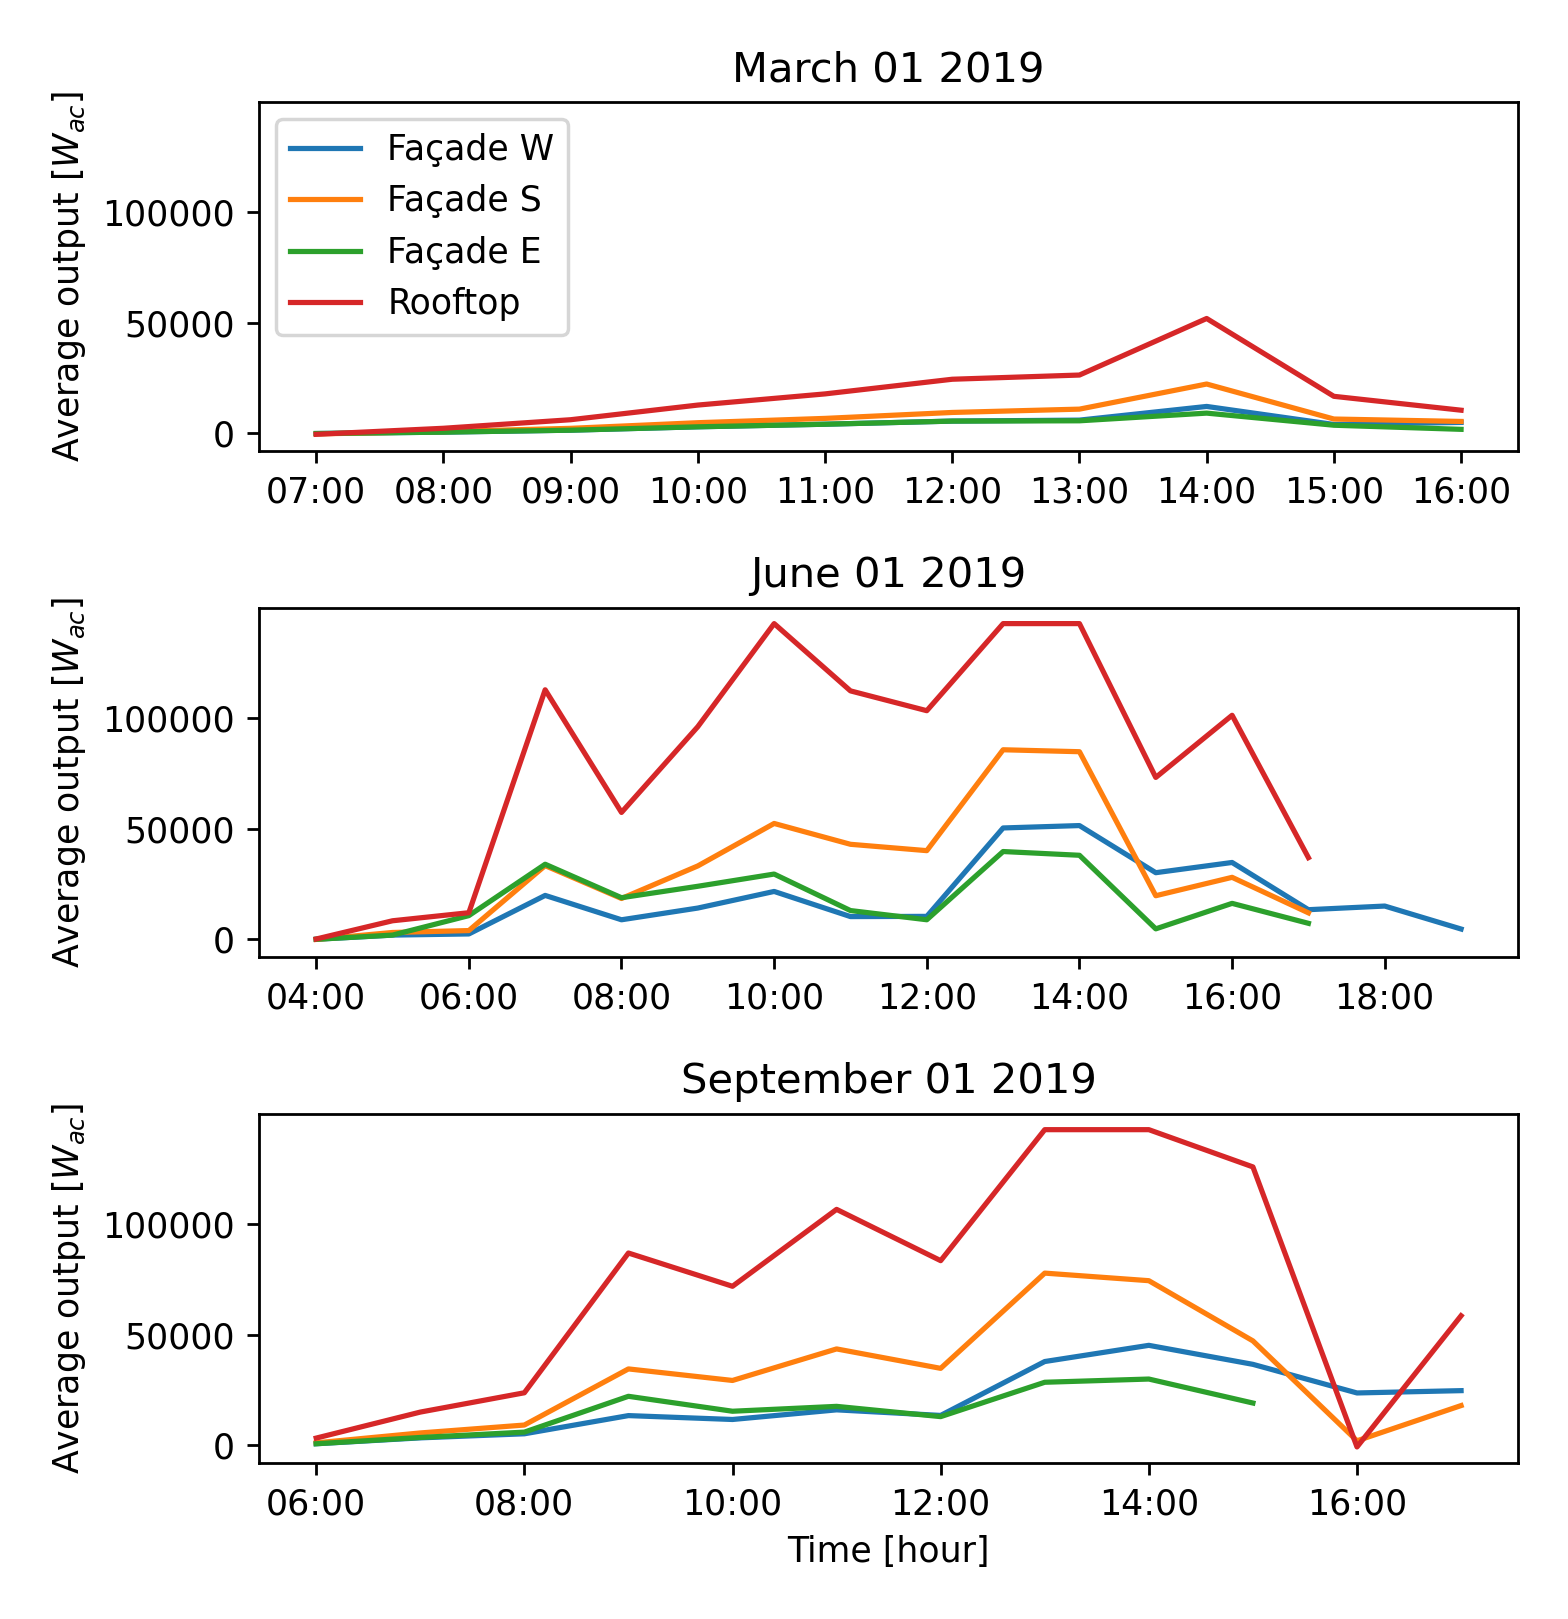 March 01 2019
Average output [W_ac]
100000
50000
0
Façade W
Façade S
Façade E
Rooftop
07:00 08:00 09:00 10:00 11:00 12:00 13:00 14:00 15:00 16:00
June 01 2019
Average output [W_ac]
100000
50000
0
04:00 06:00 08:00 10:00 12:00 14:00 16:00 18:00
September 01 2019
Average output [W_ac]
100000
50000
0
06:00 08:00 10:00 12:00 14:00 16:00
Time [hour]